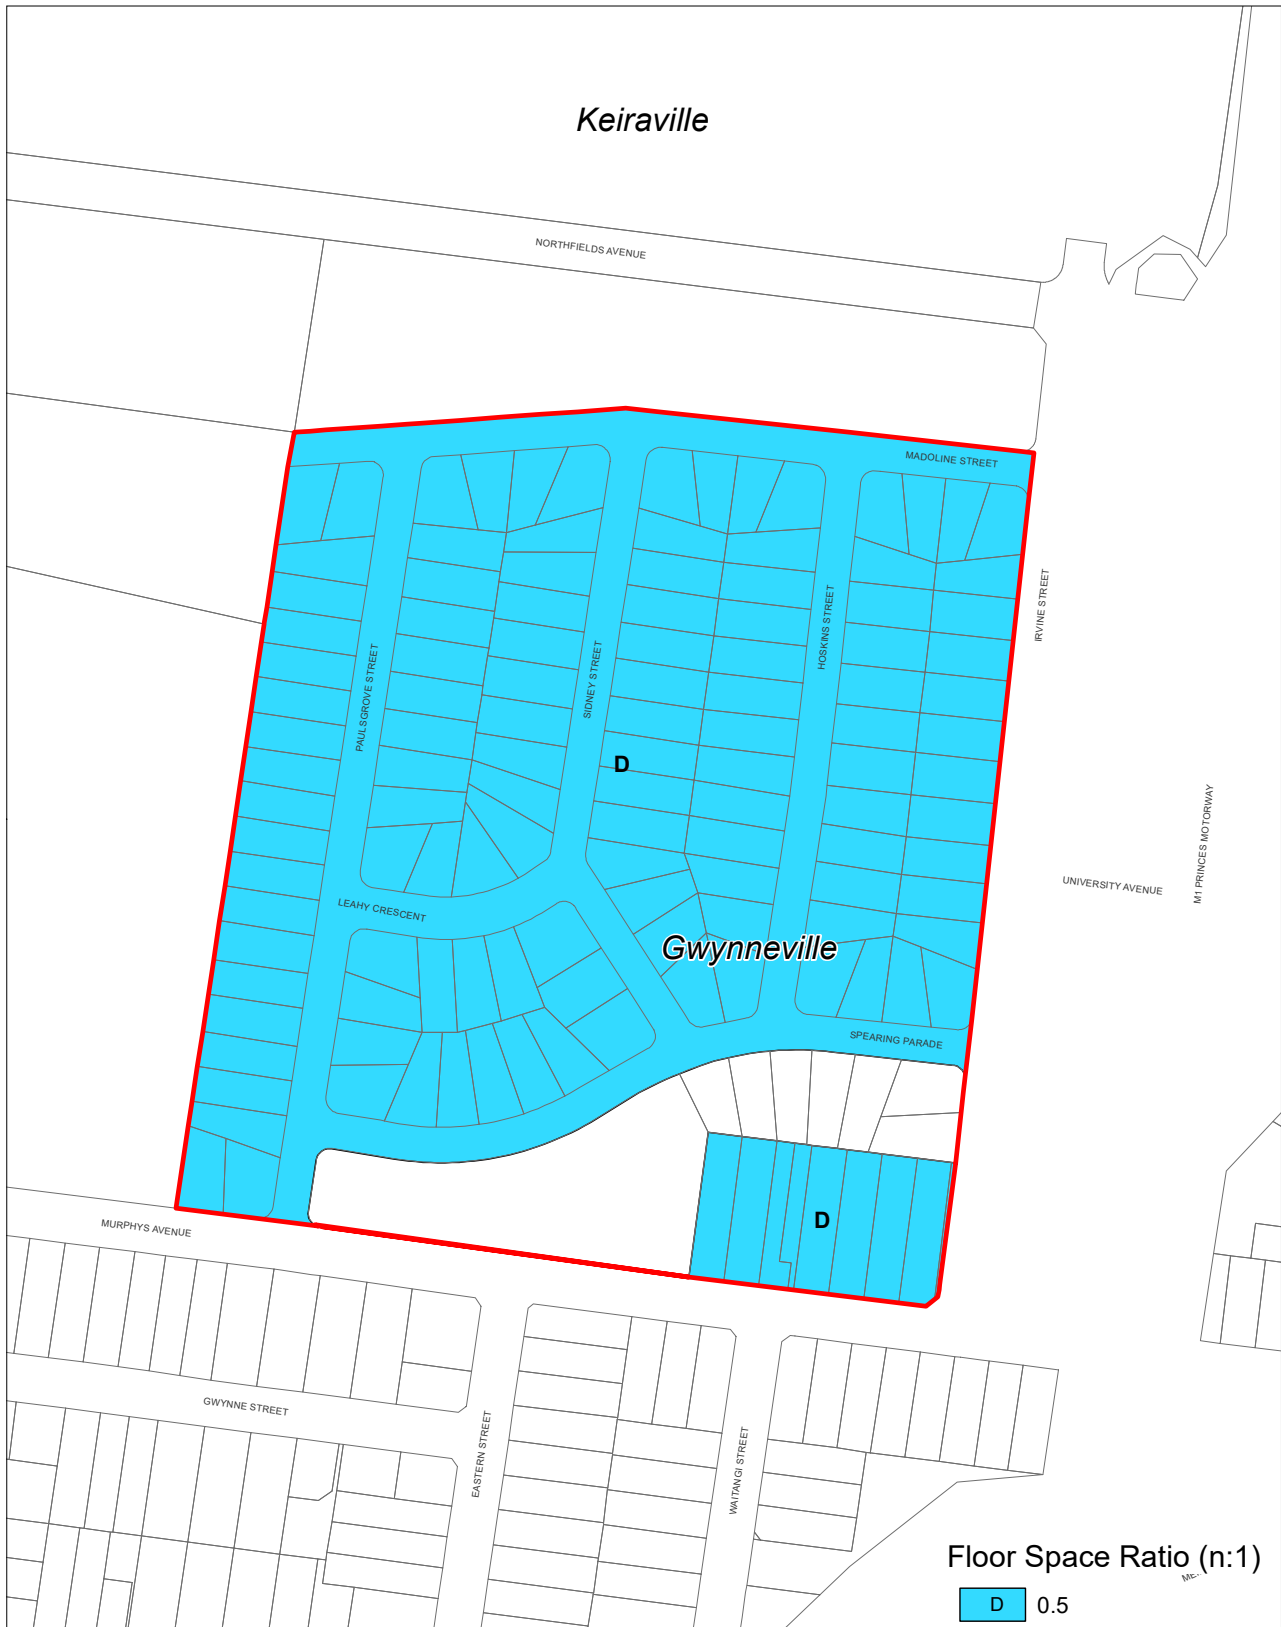 Keiraville
NORTHFIELDS AVENUE
MADOLINE STREET
IRVINE STREET
HOSKINS STREET
SIDNEY STREET
PAULSGROVE STREET
D
M1 PRINCES MOTORWAY
UNIVERSITY AVENUE
LEAHY CRESCENT
Gwynneville
SPEARING PARADE
D
MURPHYS AVENUE
GWYNNE STREET
EASTERN STREET
WAITANGI STREET
Floor Space Ratio (n:1)
D 0.5